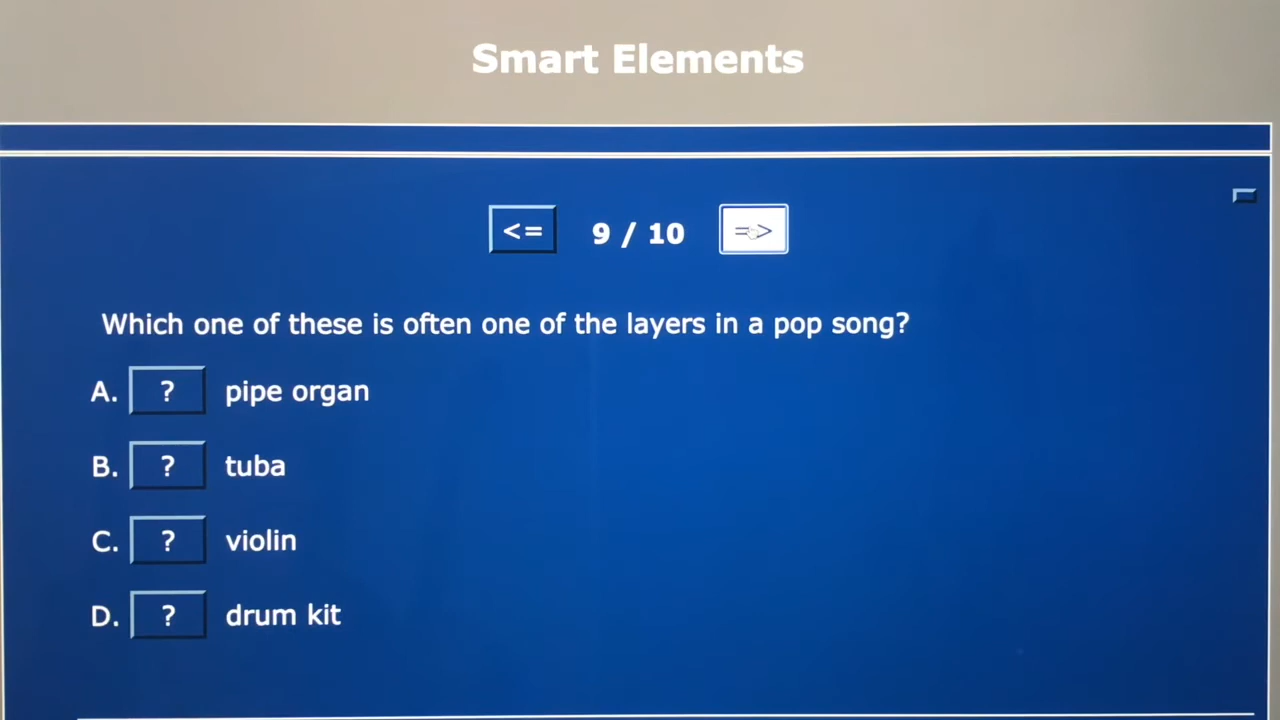 Smart Elements
<= 9 / 10 =>
Which one of these is often one of the layers in a pop song?
A. ? pipe organ
B. ? tuba
C. ? violin
D. ? drum kit